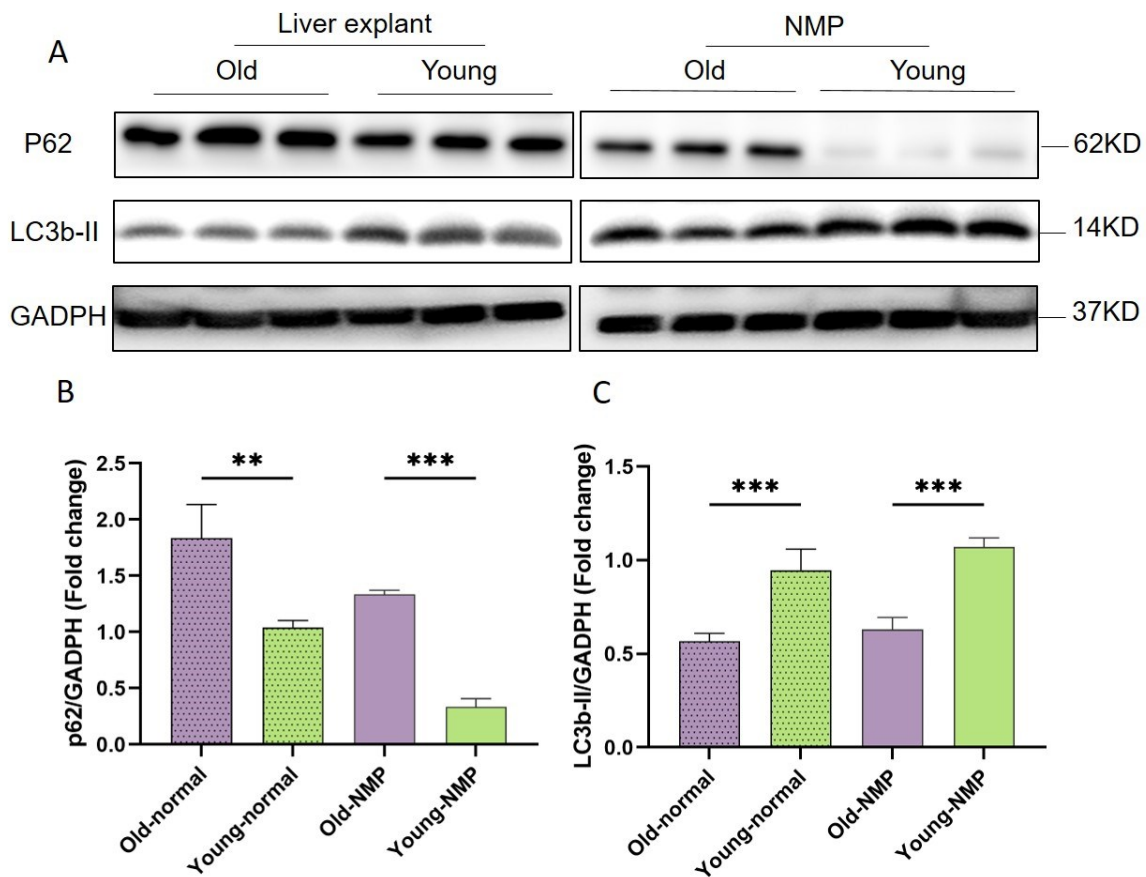 A
Liver explant
NMP
Old
Young
Old
Young
P62
62KD
LC3b-II
14KD
GADPH
37KD
B
C
p62/GADPH (Fold change)
2.5
2.0
1.5
1.0
0.5
0.0
**
***
Old-normal
Young-normal
Old-NMP
Young-NMP
LC3b-II/GADPH (Fold change)
1.5
1.0
0.5
0.0
***
***
Old-normal
Young-normal
Old-NMP
Young-NMP